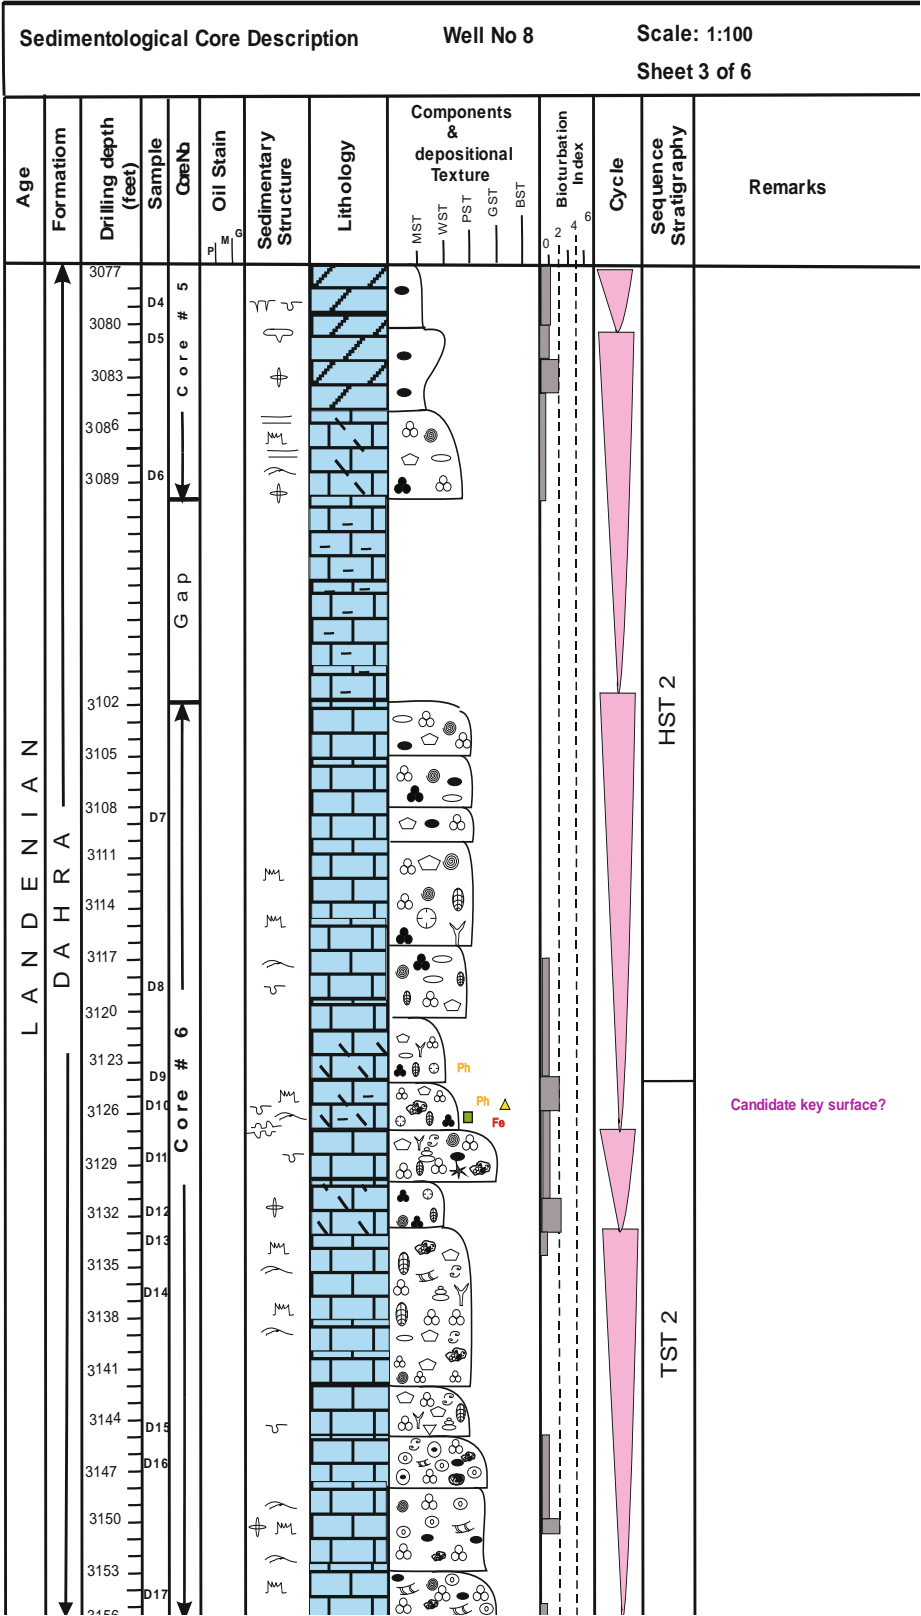 Sedimentological Core Description Well No 8 Scale: 1:100
Sheet 3 of 6
Age
Formatiom
Drilling depth (feet)
Sample
CoreNo.
Oil Stain
P M G
Sedimentary Structure
Lithology
Components
&
depositional
Texture
MST WST PST GST BST
Bioturbation Index
0 2 4 6
Cycle
Sequence Stratigraphy
Remarks
LANDENIAN
DAHRA
3077
D4
3080
D5
3083
Core # 5
3086
3089
D6
Gap
3102
3105
3108
D7
3111
3114
3117
D8
3120
Core # 6
3123
Ph
D9
3126
D10
Ph
Fe
D11
3129
3132
D12
D13
3135
D14
3138
3141
3144
D15
D16
3147
3150
3153
D17
3156
HST 2
Candidate key surface?
TST 2